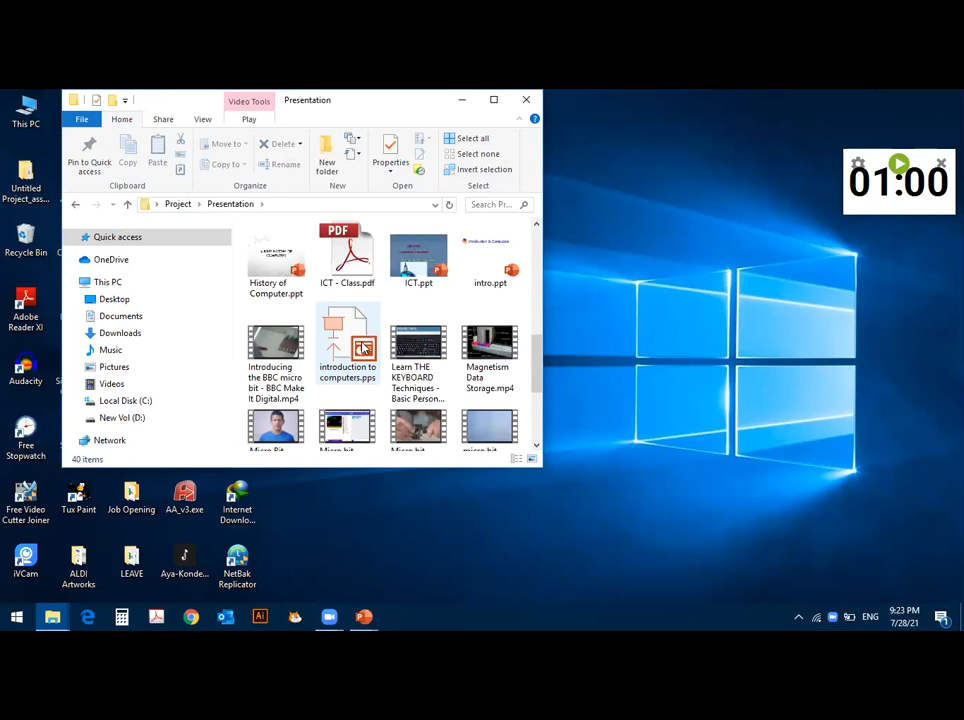 Video Tools
Presentation
File
Home
Share
View
Play
Pin to Quick
access
Copy
Paste
Move to
Copy to
Delete
Rename
New
folder
Properties
Select all
Select none
Invert selection
Clipboard
Organize
New
Open
Select
Project
Presentation
Search Pr...
Quick access
OneDrive
This PC
Desktop
Documents
Downloads
Music
Pictures
Videos
Local Disk (C:)
New Vol (D:)
Network
PDF
History of
Computer.ppt
ICT - Class.pdf
ICT.ppt
intro.ppt
Introducing
the BBC micro
bit - BBC Make
It Digital.mp4
introduction to
computers.pps
Learn THE
KEYBOARD
Techniques -
Basic Person...
Magnetism
Data
Storage.mp4
40 items
This PC
Untitled
Project_ass...
Recycle Bin
Adobe
Reader XI
Audacity
Free
Stopwatch
Free Video
Cutter Joiner
Tux Paint
Job Opening
AA_v3.exe
Internet
Downlo...
iVCam
ALDI
Artworks
LEAVE
Aya-Konde...
NetBak
Replicator
01:00
ENG
9:23 PM
7/28/21
1